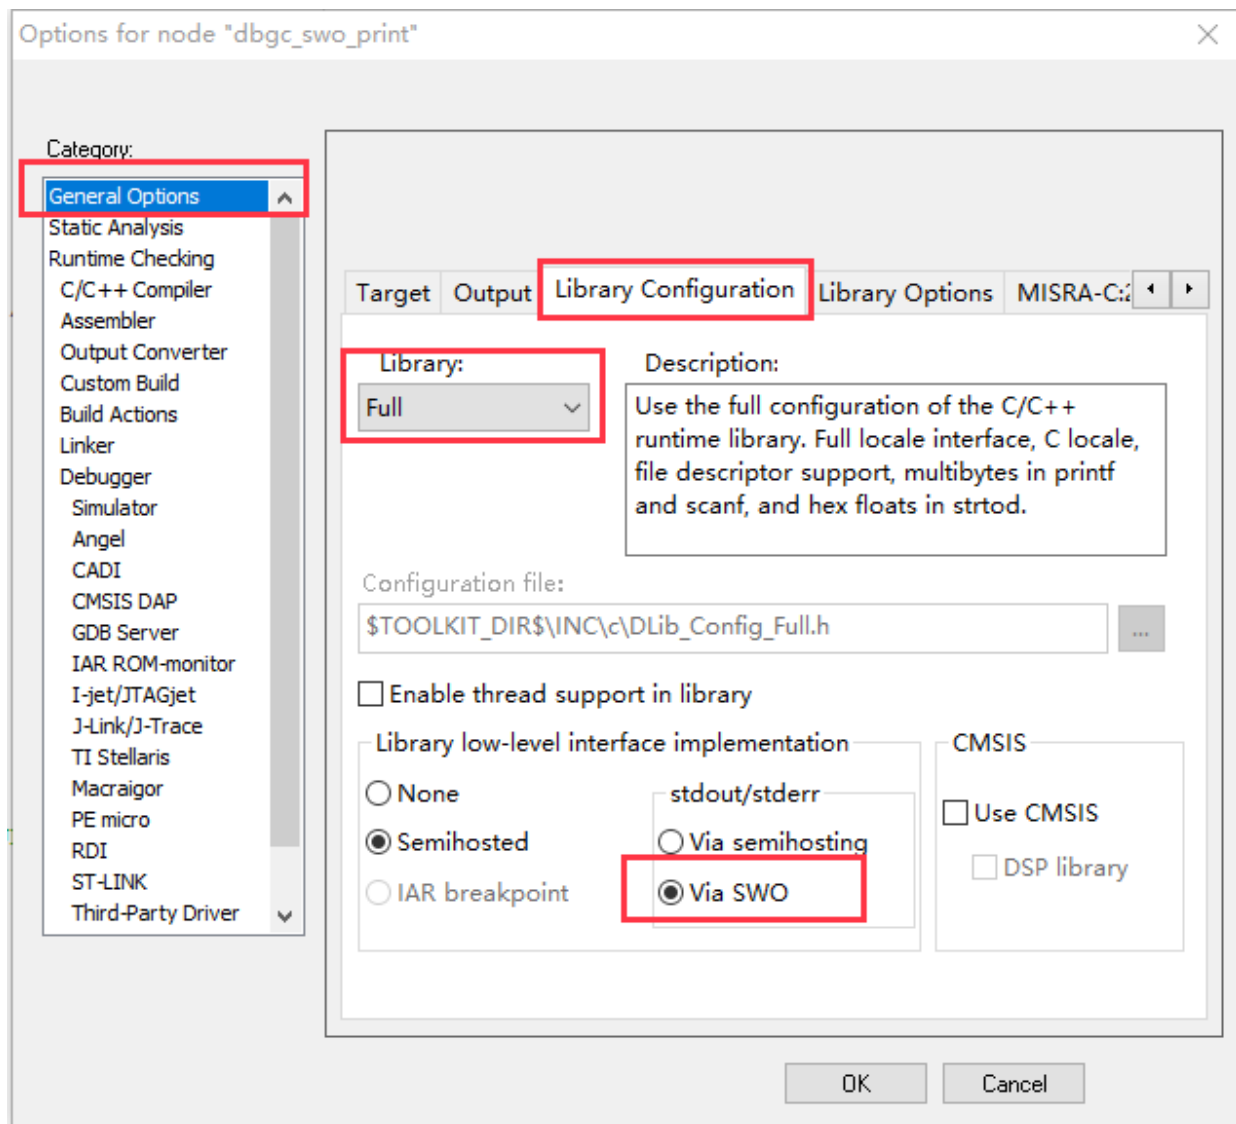 Options for node "dbgc_swo_print"
Category:
General Options
Static Analysis
Runtime Checking
C/C++ Compiler
Assembler
Output Converter
Custom Build
Build Actions
Linker
Debugger
Simulator
Angel
CADI
CMSIS DAP
GDB Server
IAR ROM-monitor
I-jet/JTAGjet
J-Link/J-Trace
TI Stellaris
Macraigor
PE micro
RDI
ST-LINK
Third-Party Driver
Target Output Library Configuration Library Options MISRA-C:2
Library:
Full
Description:
Use the full configuration of the C/C++
runtime library. Full locale interface, C locale,
file descriptor support, multibytes in printf
and scanf, and hex floats in strtod.
Configuration file:
$TOOLKIT_DIR$\INC\c\DLib_Config_Full.h
...
Enable thread support in library
Library low-level interface implementation
None
Semihosted
IAR breakpoint
stdout/stderr
Via semihosting
Via SWO
CMSIS
Use CMSIS
DSP library
OK Cancel